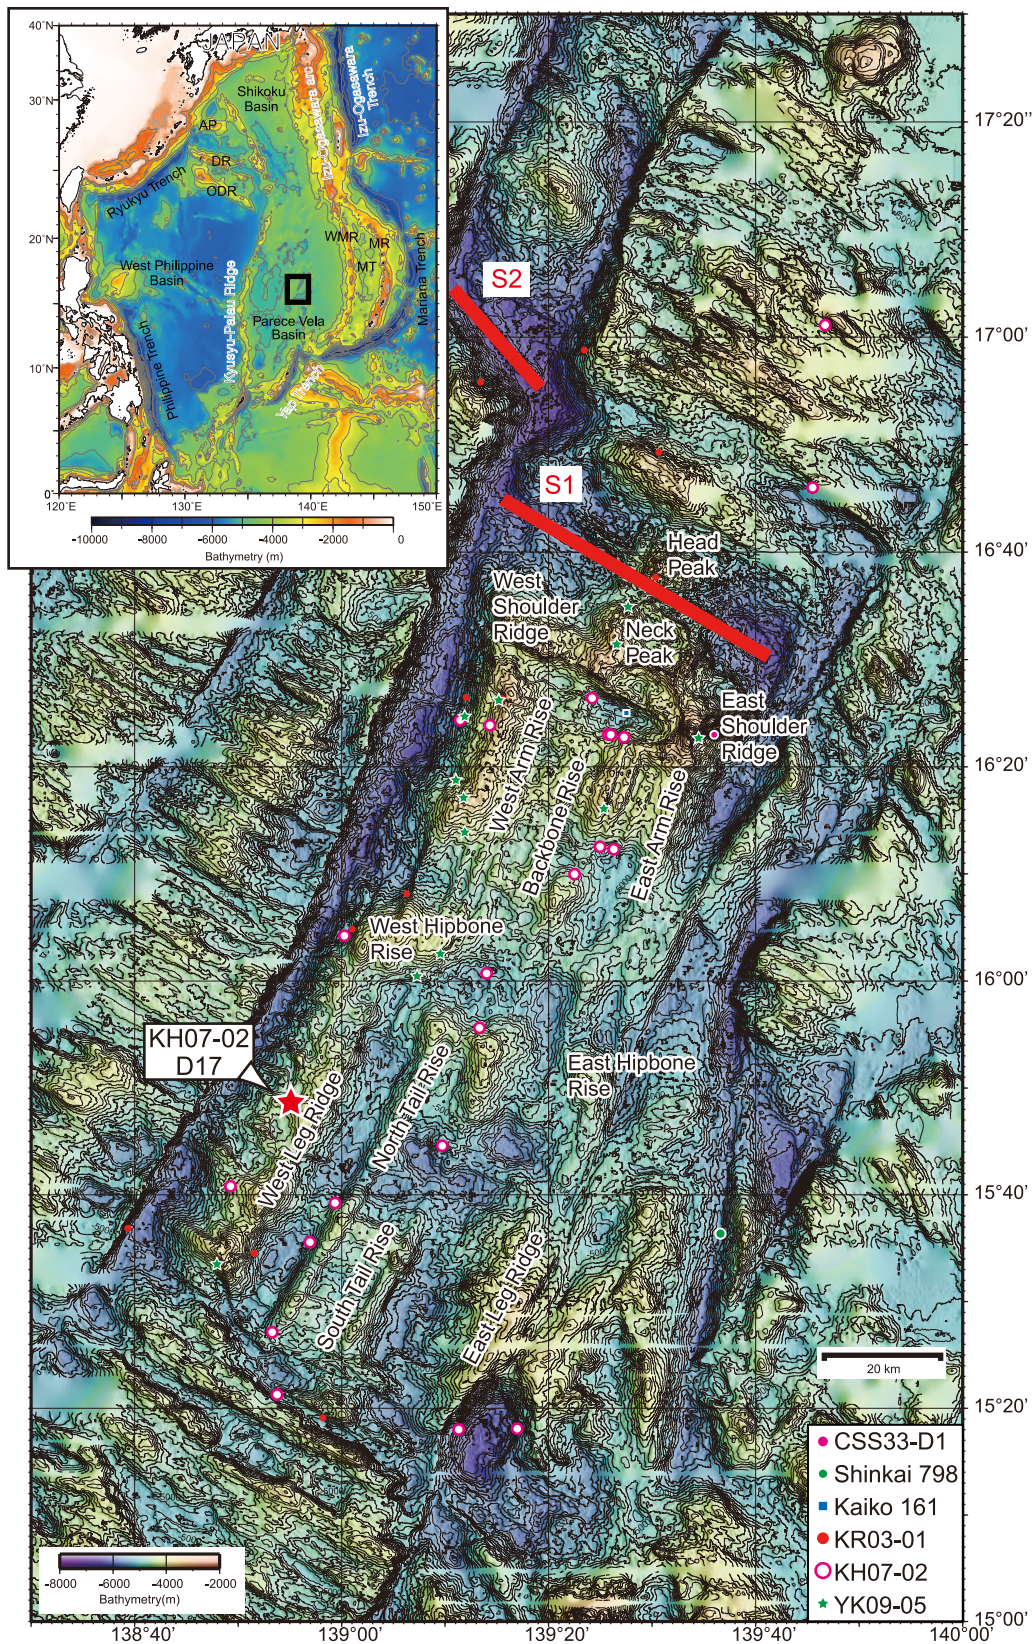 40°N
30°N
20°N
10°N
0°
120°E
130°E
140°E
150°E
JAPAN
Shikoku
Basin
Izu-Ogasawara arc
Izu-Ogasawara
Trench
AP
DR
ODR
Ryukyu Trench
West Philippine
Basin
Kyusyu-Palau Ridge
WMR
MR
MT
Mariana Trench
Parece Vela
Basin
Philippine Trench
Yap Trench
-10000
-8000
-6000
-4000
-2000
0
Bathymetry (m)
17°20''
17°00'
16°40'
16°20'
16°00'
15°40'
15°20'
15°00'
S2
S1
Head
Peak
West
Shoulder
Ridge
Neck
Peak
East
Shoulder
Ridge
West Arm Rise
Backbone Rise
East Arm Rise
West Hipbone
Rise
KH07-02
D17
West Leg Ridge
North Tail Rise
East Hipbone
Rise
South Tail Rise
East Leg Ridge
20 km
CSS33-D1
Shinkai 798
Kaiko 161
KR03-01
KH07-02
YK09-05
-8000
-6000
-4000
-2000
Bathymetry(m)
138°40'
139°00'
139°20'
139°40'
140°00'